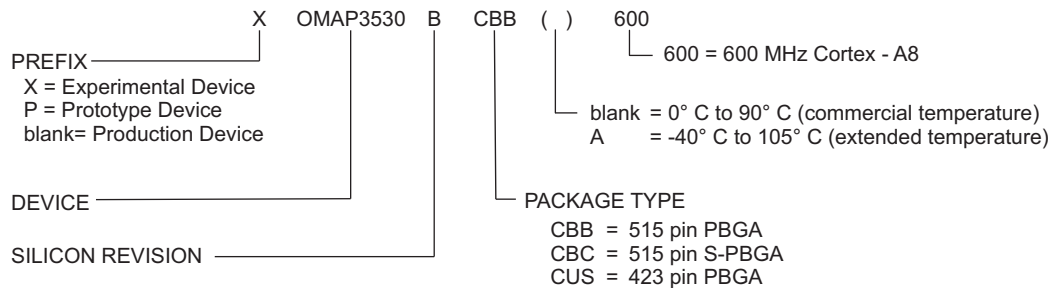 X OMAP3530 B CBB ( ) 600
600 = 600 MHz Cortex - A8
PREFIX
X = Experimental Device
P = Prototype Device
blank= Production Device
blank = 0° C to 90° C (commercial temperature)
A = -40° C to 105° C (extended temperature)
DEVICE
PACKAGE TYPE
CBB = 515 pin PBGA
CBC = 515 pin S-PBGA
CUS = 423 pin PBGA
SILICON REVISION